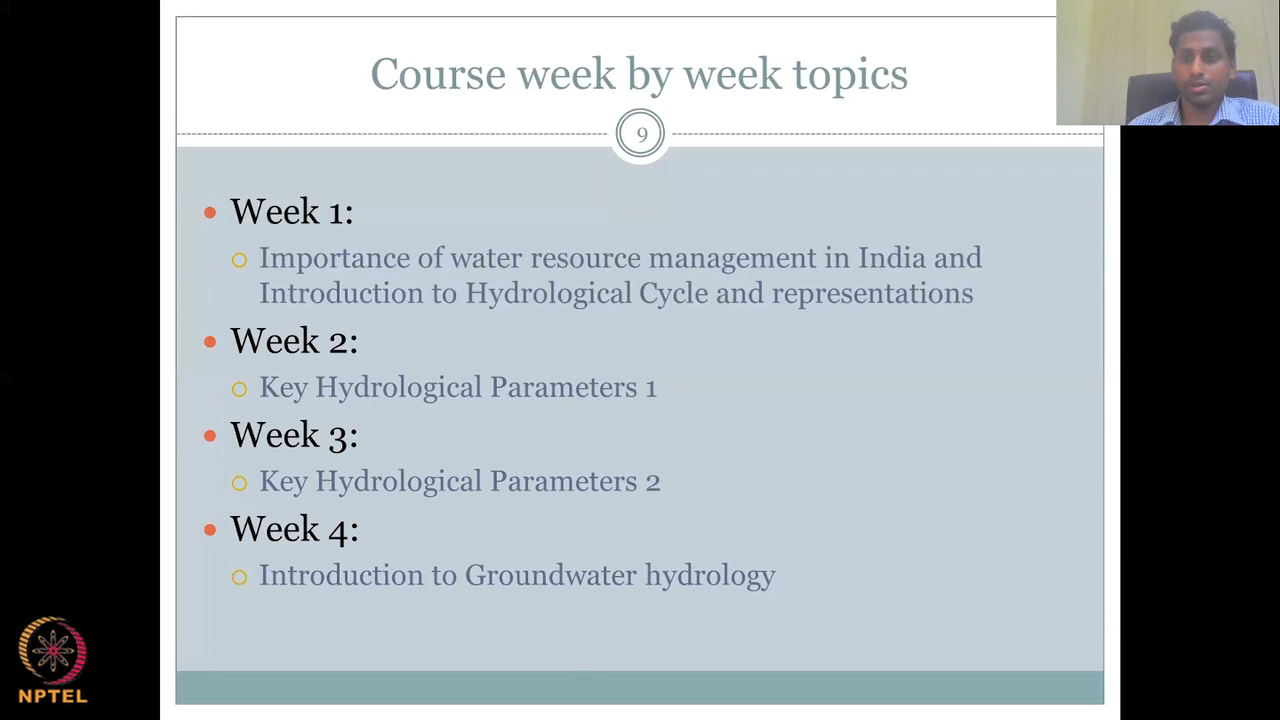 Course week by week topics
9
Week 1:
Importance of water resource management in India and
Introduction to Hydrological Cycle and representations
Week 2:
Key Hydrological Parameters 1
Week 3:
Key Hydrological Parameters 2
Week 4:
Introduction to Groundwater hydrology
NPTEL